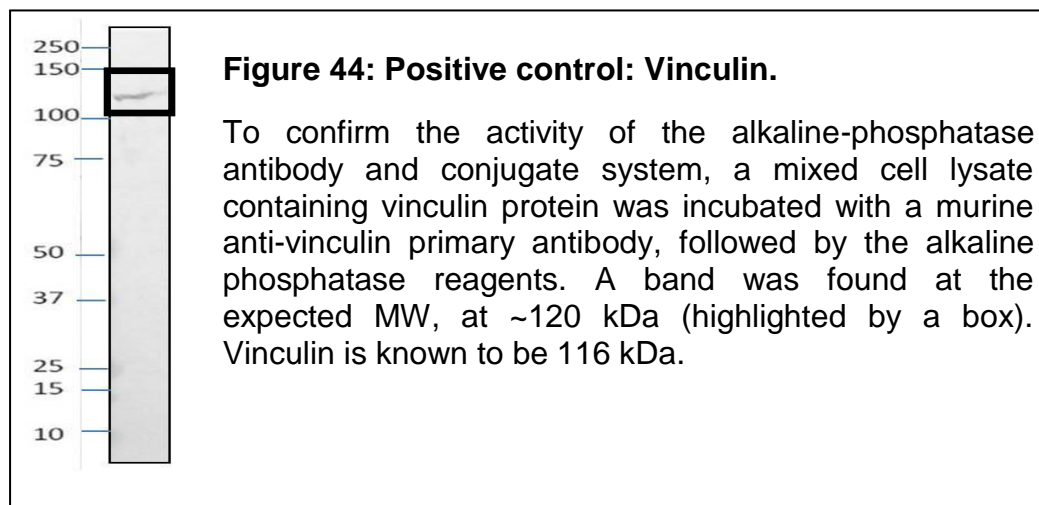 250
150
100
75
50
37
25
15
10
Figure 44: Positive control: Vinculin.
To confirm the activity of the alkaline-phosphatase
antibody and conjugate system, a mixed cell lysate
containing vinculin protein was incubated with a murine
anti-vinculin primary antibody, followed by the alkaline
phosphatase reagents. A band was found at the
expected MW, at ~120 kDa (highlighted by a box).
Vinculin is known to be 116 kDa.